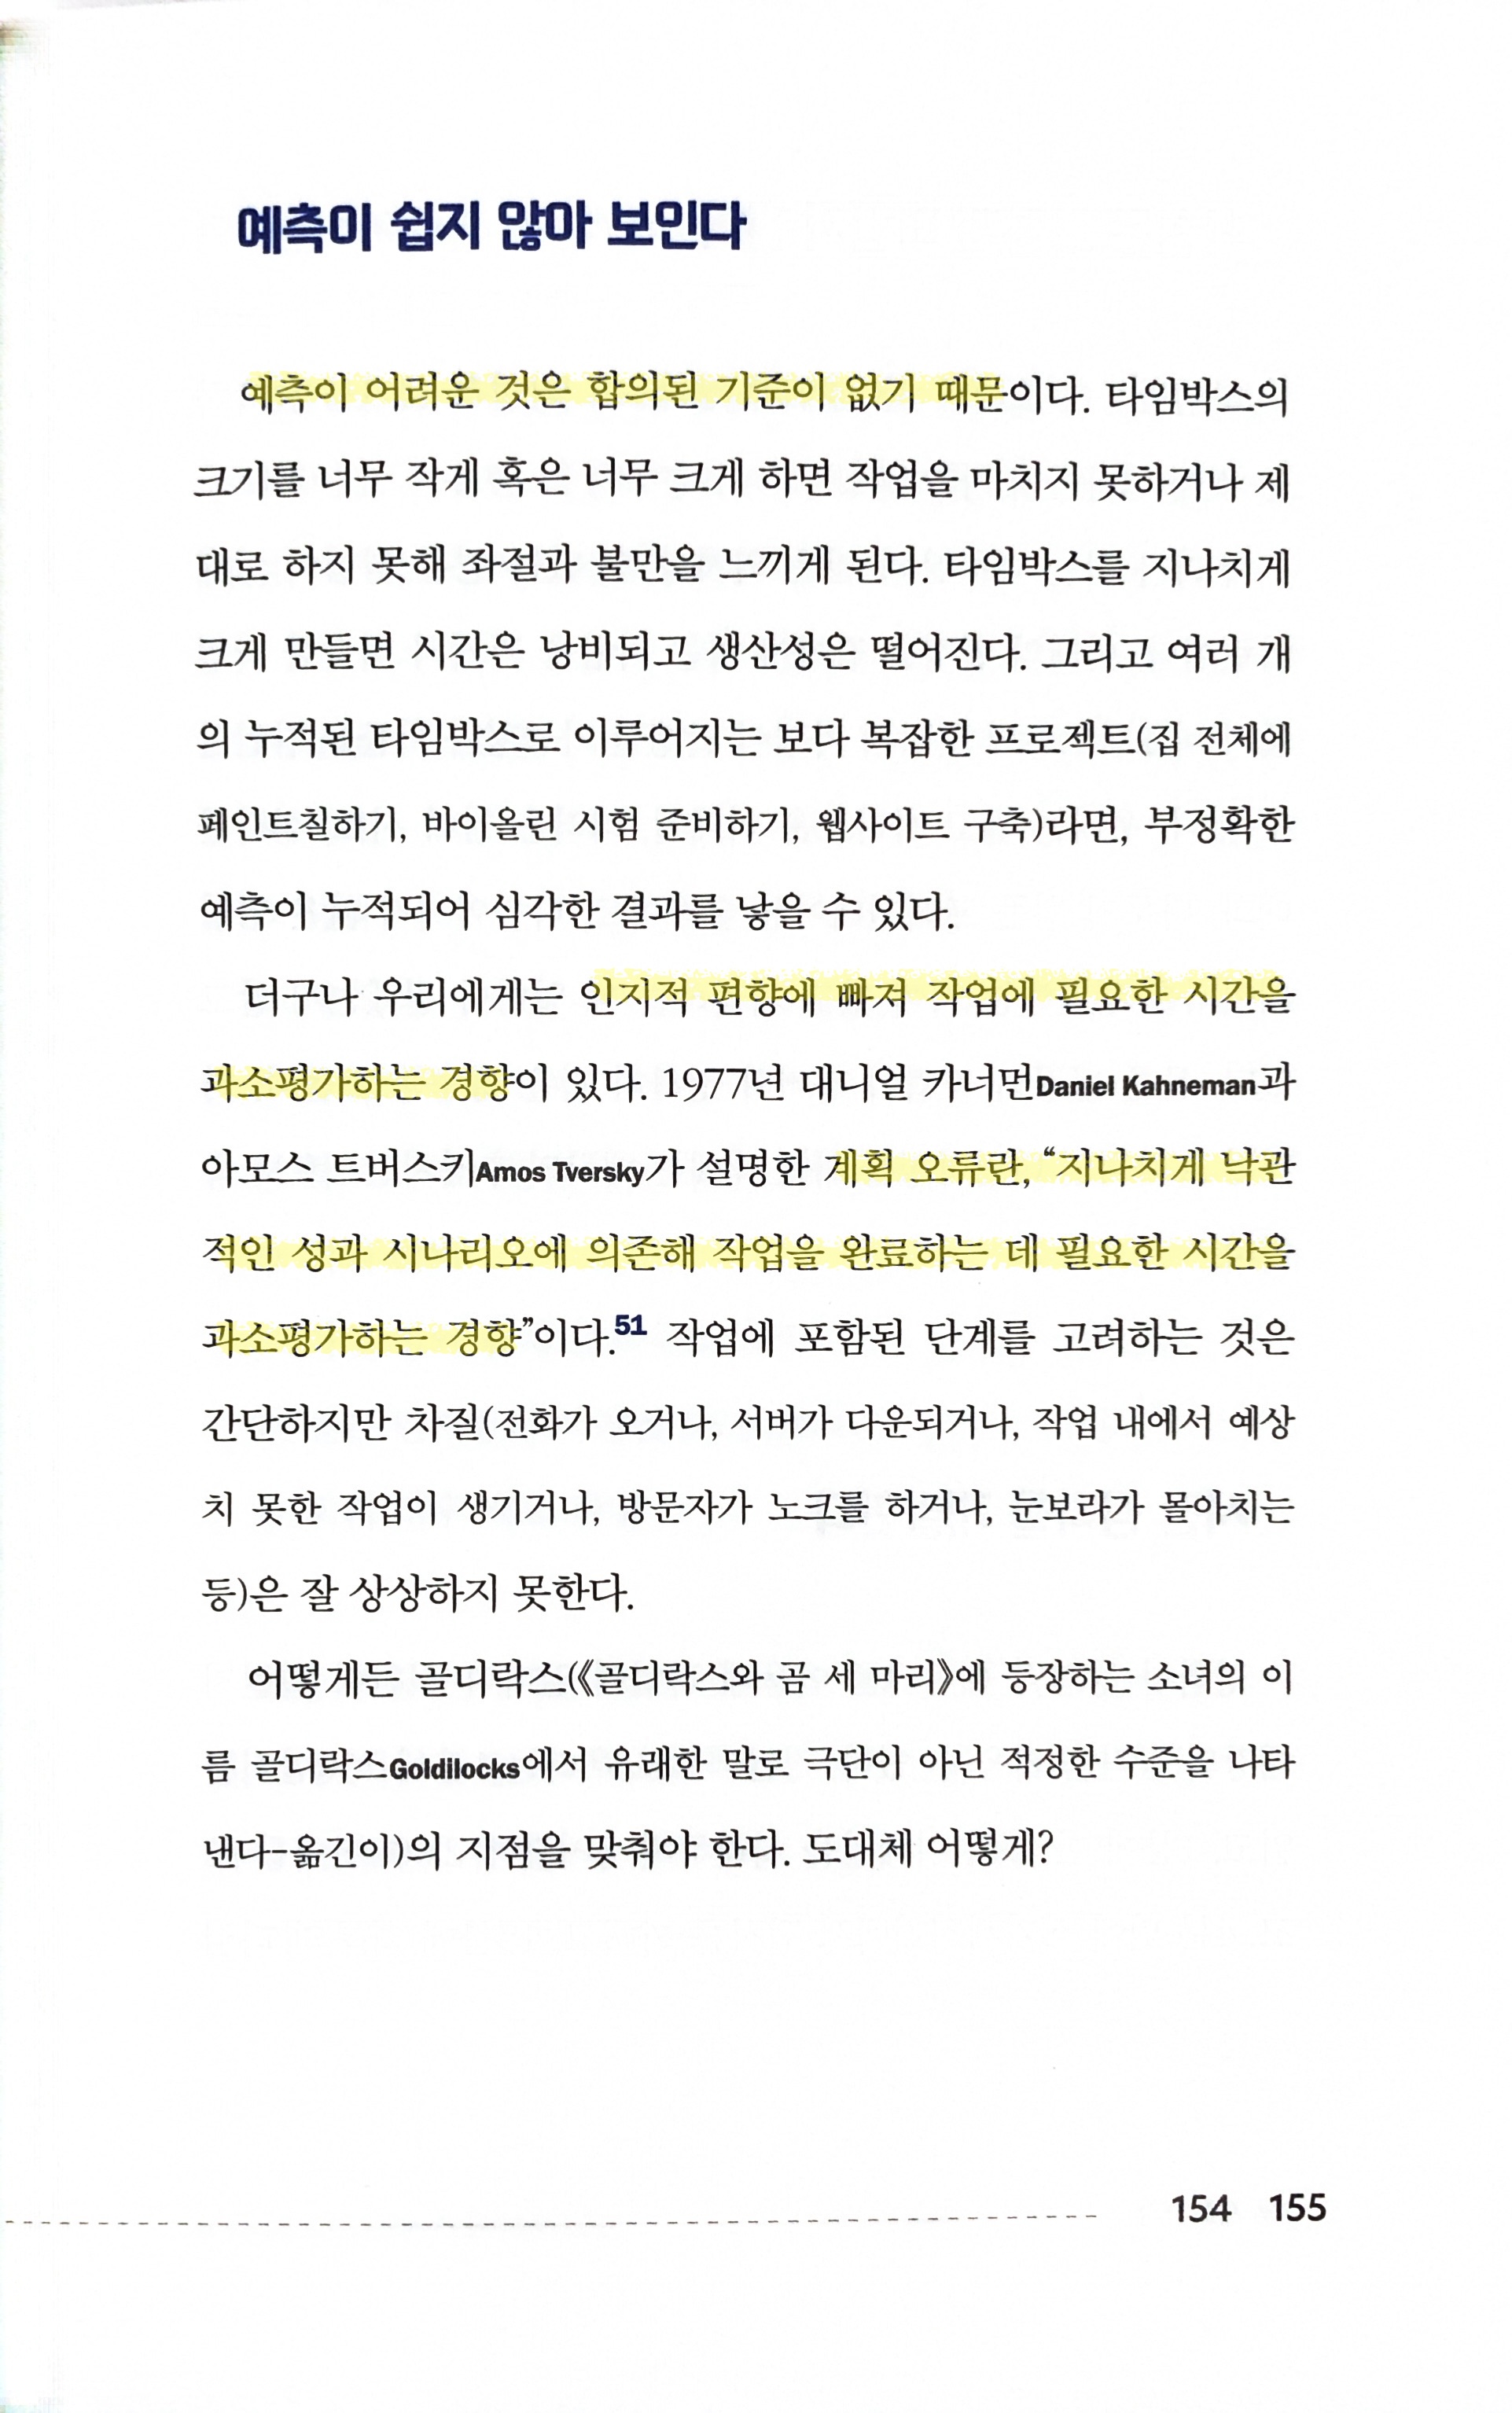 예측이 쉽지 않아 보인다
예측이 어려운 것은 합의된 기준이 없기 때문이다. 타임박스의
크기를 너무 작게 혹은 너무 크게 하면 작업을 마치지 못하거나 제
대로 하지 못해 좌절과 불만을 느끼게 된다. 타임박스를 지나치게
크게 만들면 시간은 낭비되고 생산성은 떨어진다. 그리고 여러 개
의 누적된 타임박스로 이루어지는 보다 복잡한 프로젝트(집 전체에
페인트칠하기, 바이올린 시험 준비하기, 웹사이트 구축)라면, 부정확한
예측이 누적되어 심각한 결과를 낳을 수 있다.
더구나 우리에게는 인지적 편향에 빠져 작업에 필요한 시간을
과소평가하는 경향이 있다. 1977년 대니얼 카너먼Daniel Kahneman과
아모스 트버스키Amos Tversky가 설명한 계획 오류란, “지나치게 낙관
적인 성과 시나리오에 의존해 작업을 완료하는 데 필요한 시간을
과소평가하는 경향”이다.51 작업에 포함된 단계를 고려하는 것은
간단하지만 차질(전화가 오거나, 서버가 다운되거나, 작업 내에서 예상
치 못한 작업이 생기거나, 방문자가 노크를 하거나, 눈보라가 몰아치는
등)은 잘 상상하지 못한다.
어떻게든 골디락스(《골디락스와 곰 세 마리》에 등장하는 소녀의 이
름 골디락스Goldilocks에서 유래한 말로 극단이 아닌 적정한 수준을 나타
낸다-옮긴이)의 지점을 맞춰야 한다. 도대체 어떻게?
154 155